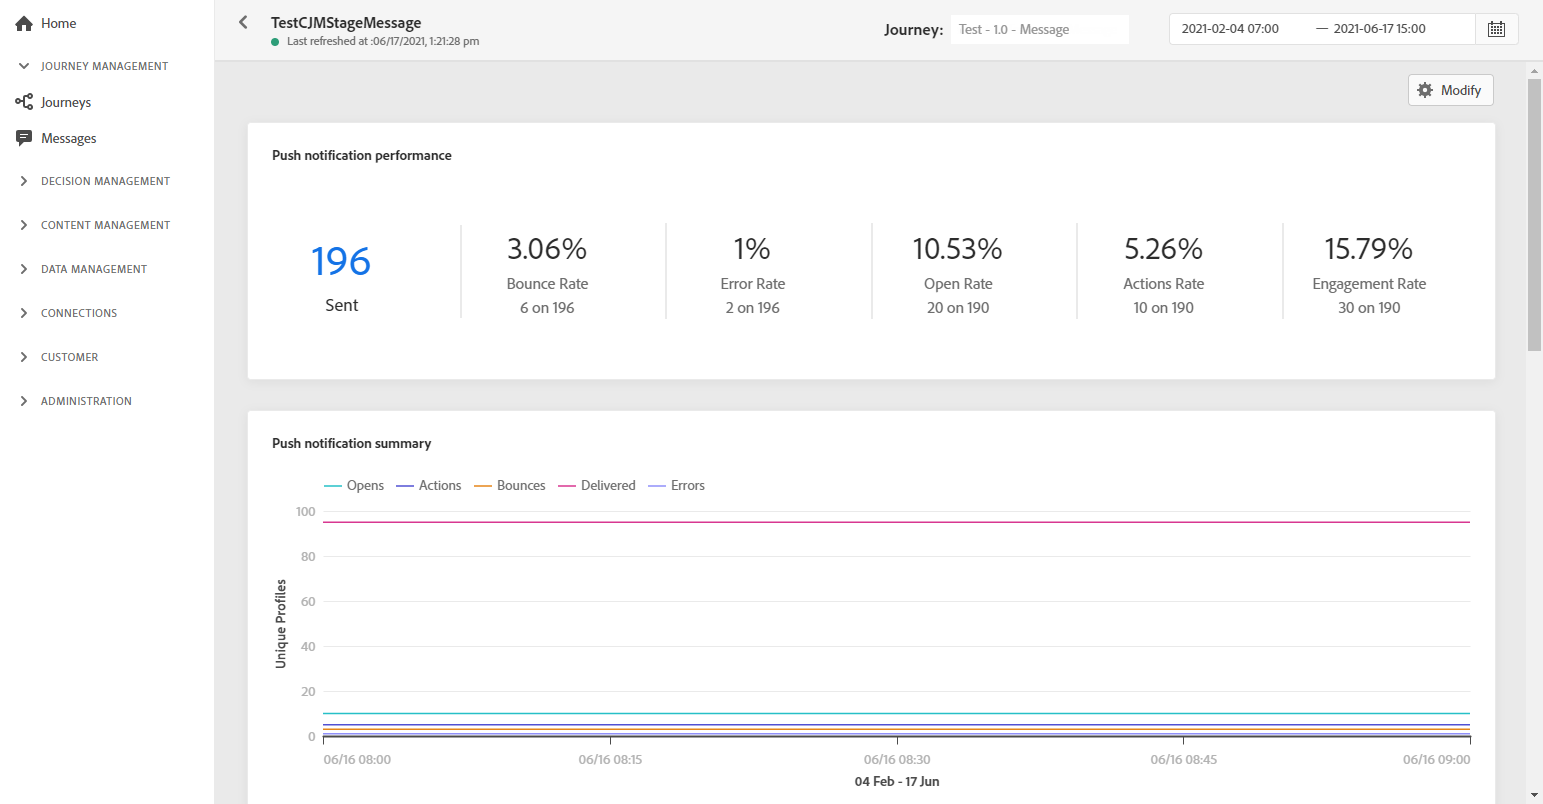 Home
JOURNEY MANAGEMENT
Journeys
Messages
DECISION MANAGEMENT
CONTENT MANAGEMENT
DATA MANAGEMENT
CONNECTIONS
CUSTOMER
ADMINISTRATION
TestCJMStageMessage
Last refreshed at :06/17/2021, 1:21:28 pm
Journey: Test - 1.0 - Message
2021-02-04 07:00 — 2021-06-17 15:00
Modify
Push notification performance
196
Sent
3.06%
Bounce Rate
6 on 196
1%
Error Rate
2 on 196
10.53%
Open Rate
20 on 190
5.26%
Actions Rate
10 on 190
15.79%
Engagement Rate
30 on 190
Push notification summary
Opens Actions Bounces Delivered Errors
Unique Profiles
100
80
60
40
20
0
06/16 08:00 06/16 08:15 06/16 08:30 06/16 08:45 06/16 09:00
04 Feb - 17 Jun